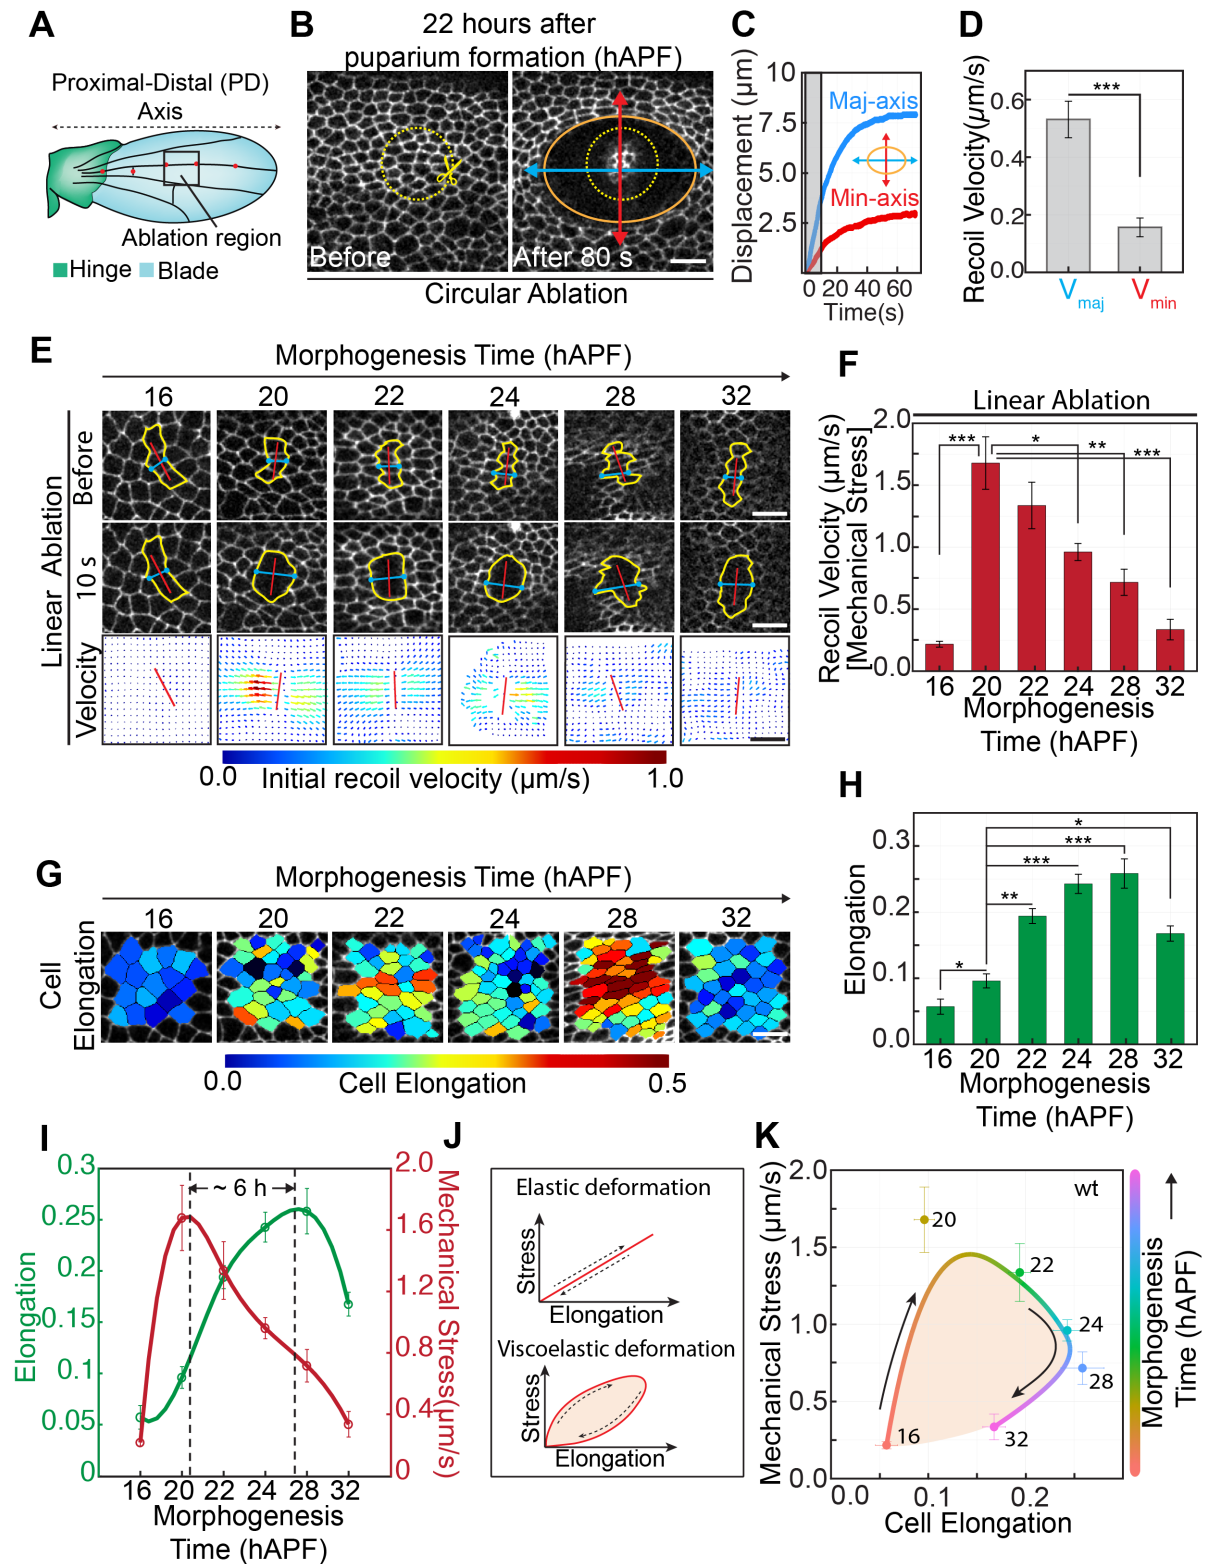 A
Proximal-Distal (PD)
Axis
Ablation region
Hinge
Blade
B
22 hours after
puparium formation (hAPF)
Before
After 80 s
Circular Ablation
C
Displacement (µm)
10
7.5
5.0
2.5
Maj-axis
Min-axis
0 20 40 60
Time(s)
D
Recoil Velocity(µm/s)
0.6
0.4
0.2
0.0
***
Vmaj
Vmin
E
Morphogenesis Time (hAPF)
16 20 22 24 28 32
Linear Ablation
Before
10 s
Velocity
0.0 Initial recoil velocity (µm/s) 1.0
F
Linear Ablation
Recoil Velocity (µm/s)
[Mechanical Stress]
2.0
1.5
1.0
0.5
0.0
*** * ** ***
16 20 22 24 28 32
Morphogenesis
Time (hAPF)
G
Morphogenesis Time (hAPF)
16 20 22 24 28 32
Cell
Elongation
0.0 Cell Elongation 0.5
H
Elongation
0.3
0.2
0.1
0.0
*
***
***
**
*
16 20 22 24 28 32
Morphogenesis
Time (hAPF)
I
Elongation
0.3
0.25
0.2
0.15
0.1
0.05
0
~ 6 h
2.0
1.6
1.2
0.8
0.4
0
Mechanical Stress(µm/s)
16 20 22 24 28 32
Morphogenesis
Time (hAPF)
J
Elastic deformation
Stress
Elongation
Viscoelastic deformation
Stress
Elongation
K
Mechanical Stress (µm/s)
2.0
1.5
1.0
0.5
0.0
wt
20
22
24
28
16
32
0.0 0.1 0.2
Cell Elongation
Morphogenesis
Time (hAPF)